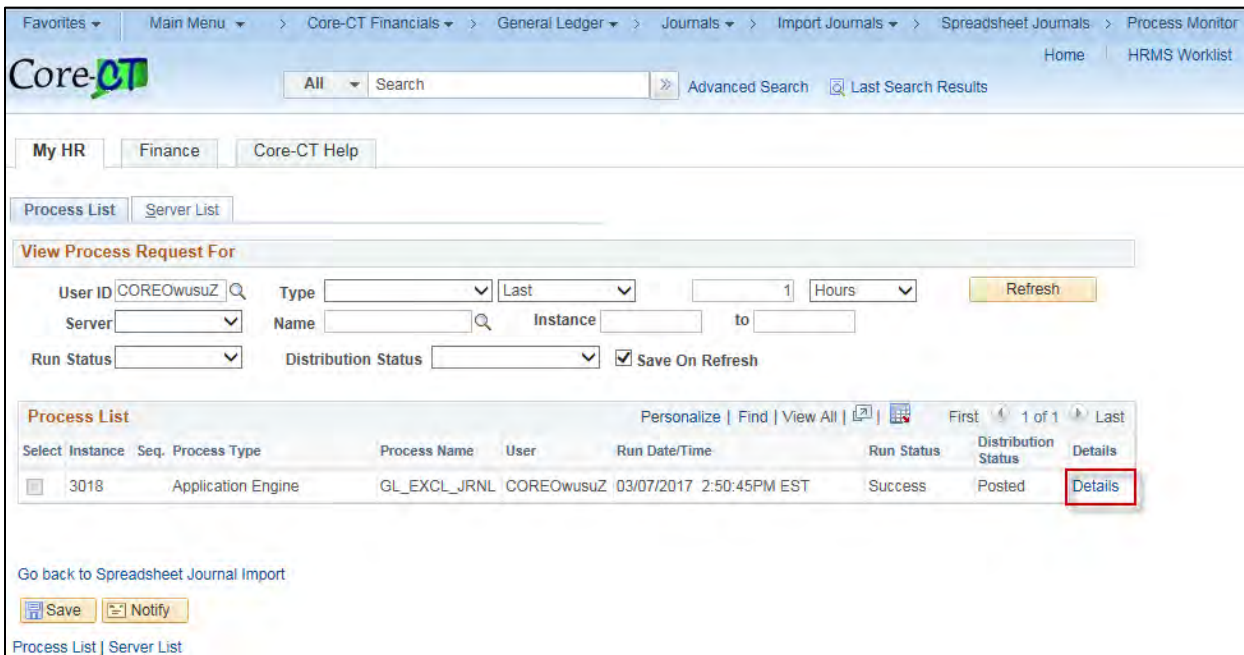 Favorites Main Menu > Core-CT Financials > General Ledger > Journals > Import Journals > Spreadsheet Journals > Process Monitor
Home HRMS Worklist
Core-CT
All Search Advanced Search Last Search Results
My HR Finance Core-CT Help
Process List Server List
View Process Request For
User ID COREOwusuZ Type Last 1 Hours Refresh
Server Name Instance to
Run Status Distribution Status Save On Refresh
Process List Personalize | Find | View All | First 1 of 1 Last
Select Instance Seq. Process Type Process Name User Run Date/Time Run Status Distribution Status Details
3018 Application Engine GL_EXCL_JRNL COREOwusuZ 03/07/2017 2:50:45PM EST Success Posted Details
Go back to Spreadsheet Journal Import
Save Notify
Process List | Server List